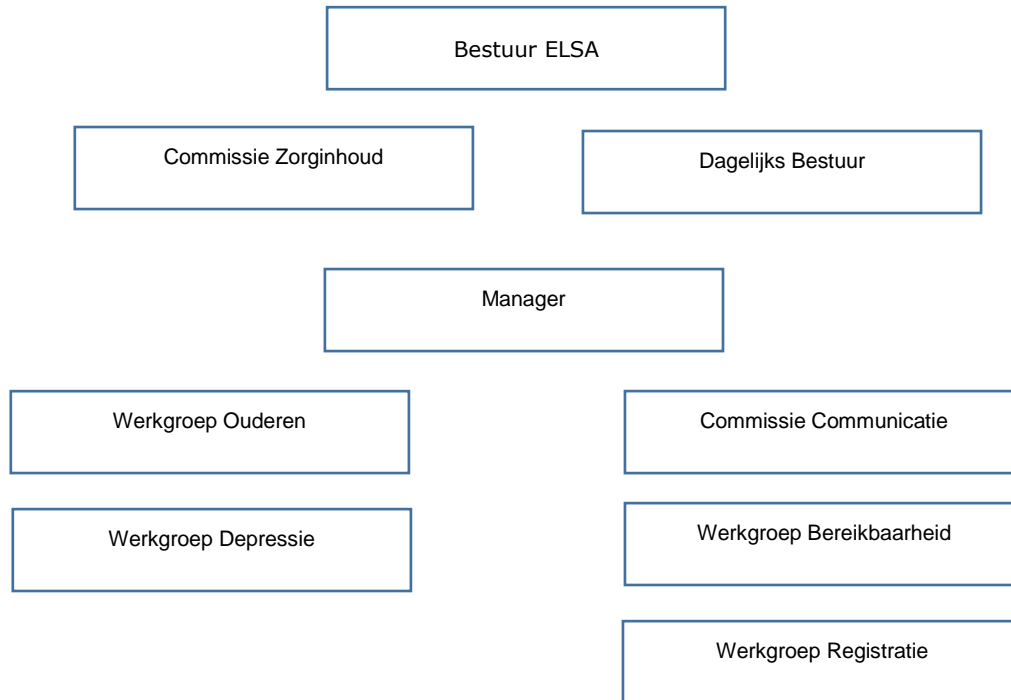 Bestuur ELSA
Commissie Zorginhoud
Dagelijks Bestuur
Manager
Werkgroep Ouderen
Commissie Communicatie
Werkgroep Depressie
Werkgroep Bereikbaarheid
Werkgroep Registratie